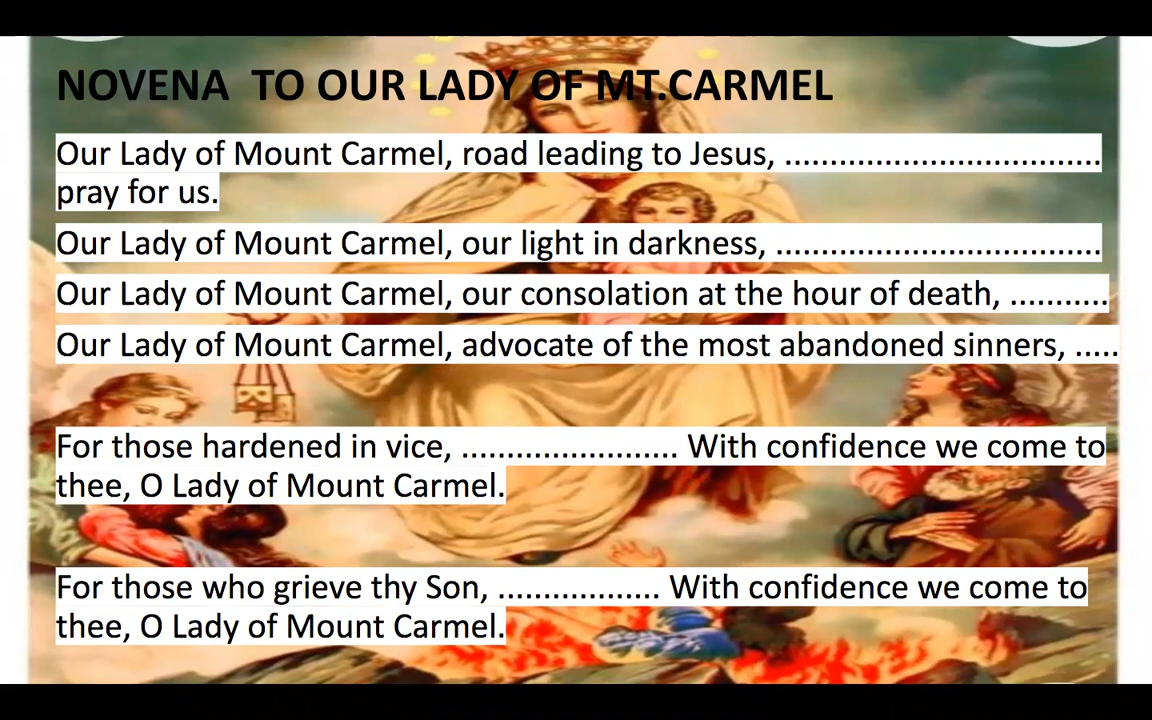 NOVENA  TO OUR LADY OF MT.CARMEL
Our Lady of Mount Carmel, road leading to Jesus, ...................................
pray for us.
Our Lady of Mount Carmel, our light in darkness, ....................................
Our Lady of Mount Carmel, our consolation at the hour of death, ...........
Our Lady of Mount Carmel, advocate of the most abandoned sinners, .....
For those hardened in vice, ........................ With confidence we come to
thee, O Lady of Mount Carmel.
For those who grieve thy Son, .................. With confidence we come to
thee, O Lady of Mount Carmel.